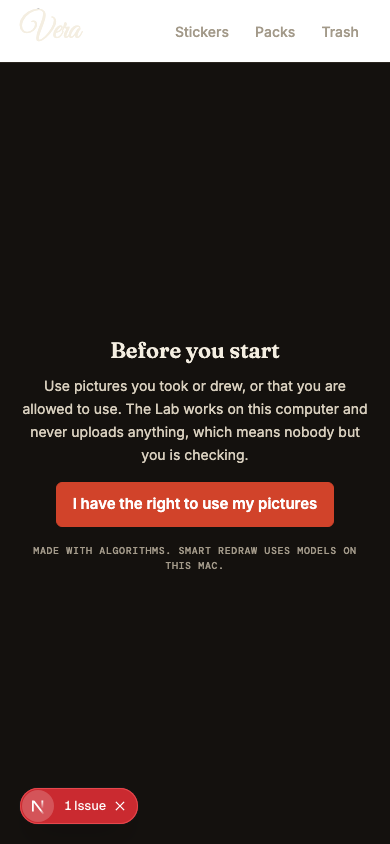 Vera
Stickers Packs Trash
Before you start
Use pictures you took or drew, or that you are
allowed to use. The Lab works on this computer and
never uploads anything, which means nobody but
you is checking.
I have the right to use my pictures
MADE WITH ALGORITHMS. SMART REDRAW USES MODELS ON
THIS MAC.
N 1 Issue ×